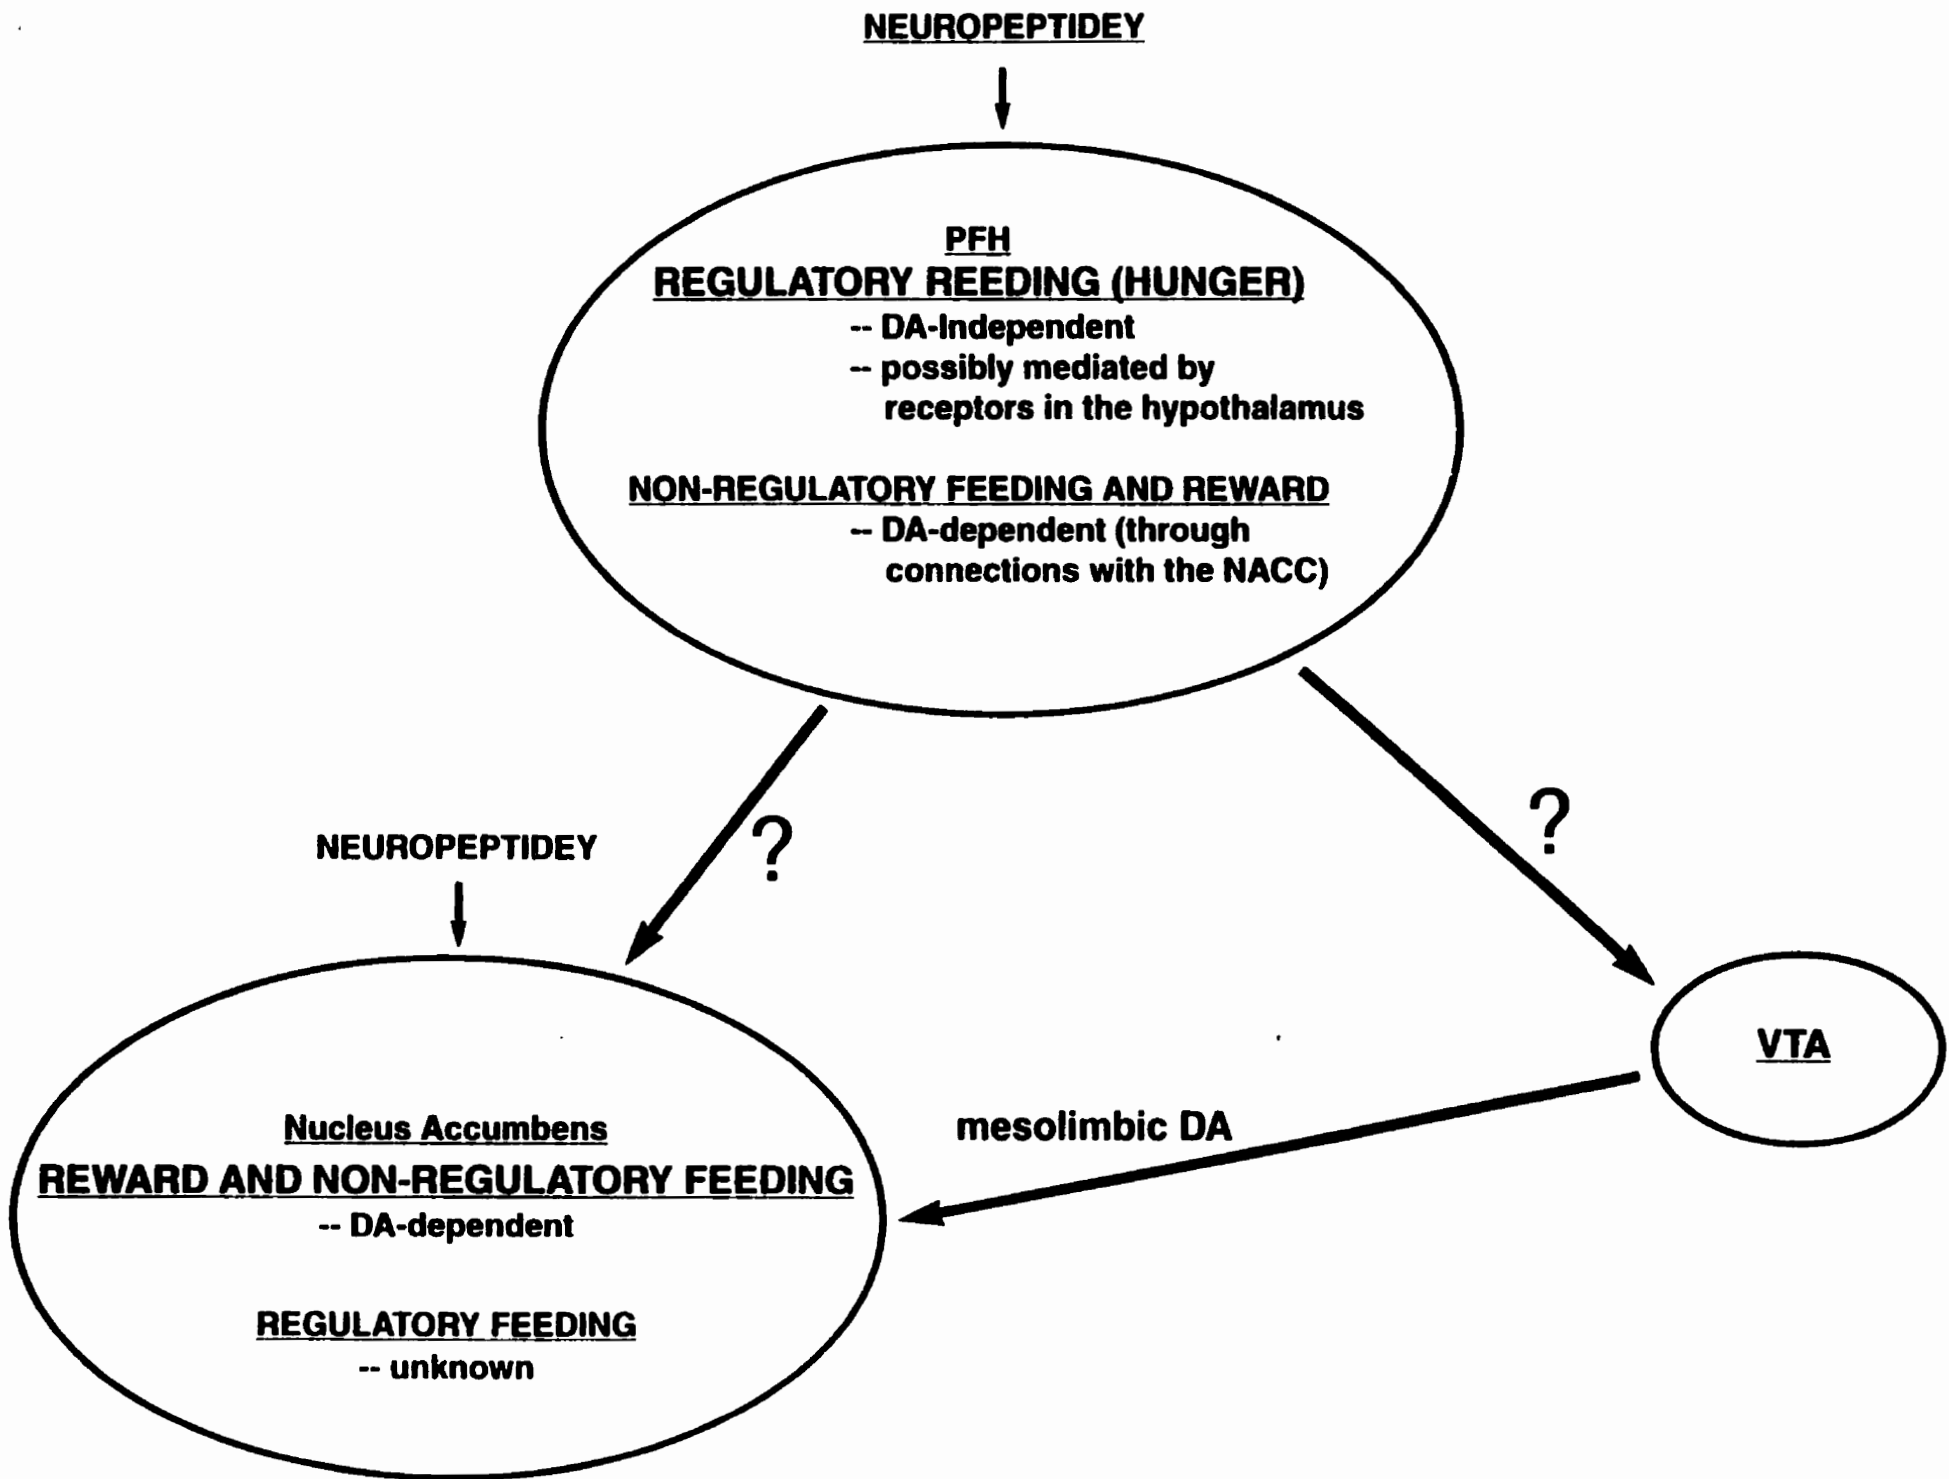 NEUROPEPTIDEY
PFH
REGULATORY REEDING (HUNGER)
-- DA-Independent
-- possibly mediated by
receptors in the hypothalamus
NON-REGULATORY FEEDING AND REWARD
-- DA-dependent (through
connections with the NACC)
?
?
NEUROPEPTIDEY
VTA
mesolimbic DA
Nucleus Accumbens
REWARD AND NON-REGULATORY FEEDING
-- DA-dependent
REGULATORY FEEDING
-- unknown